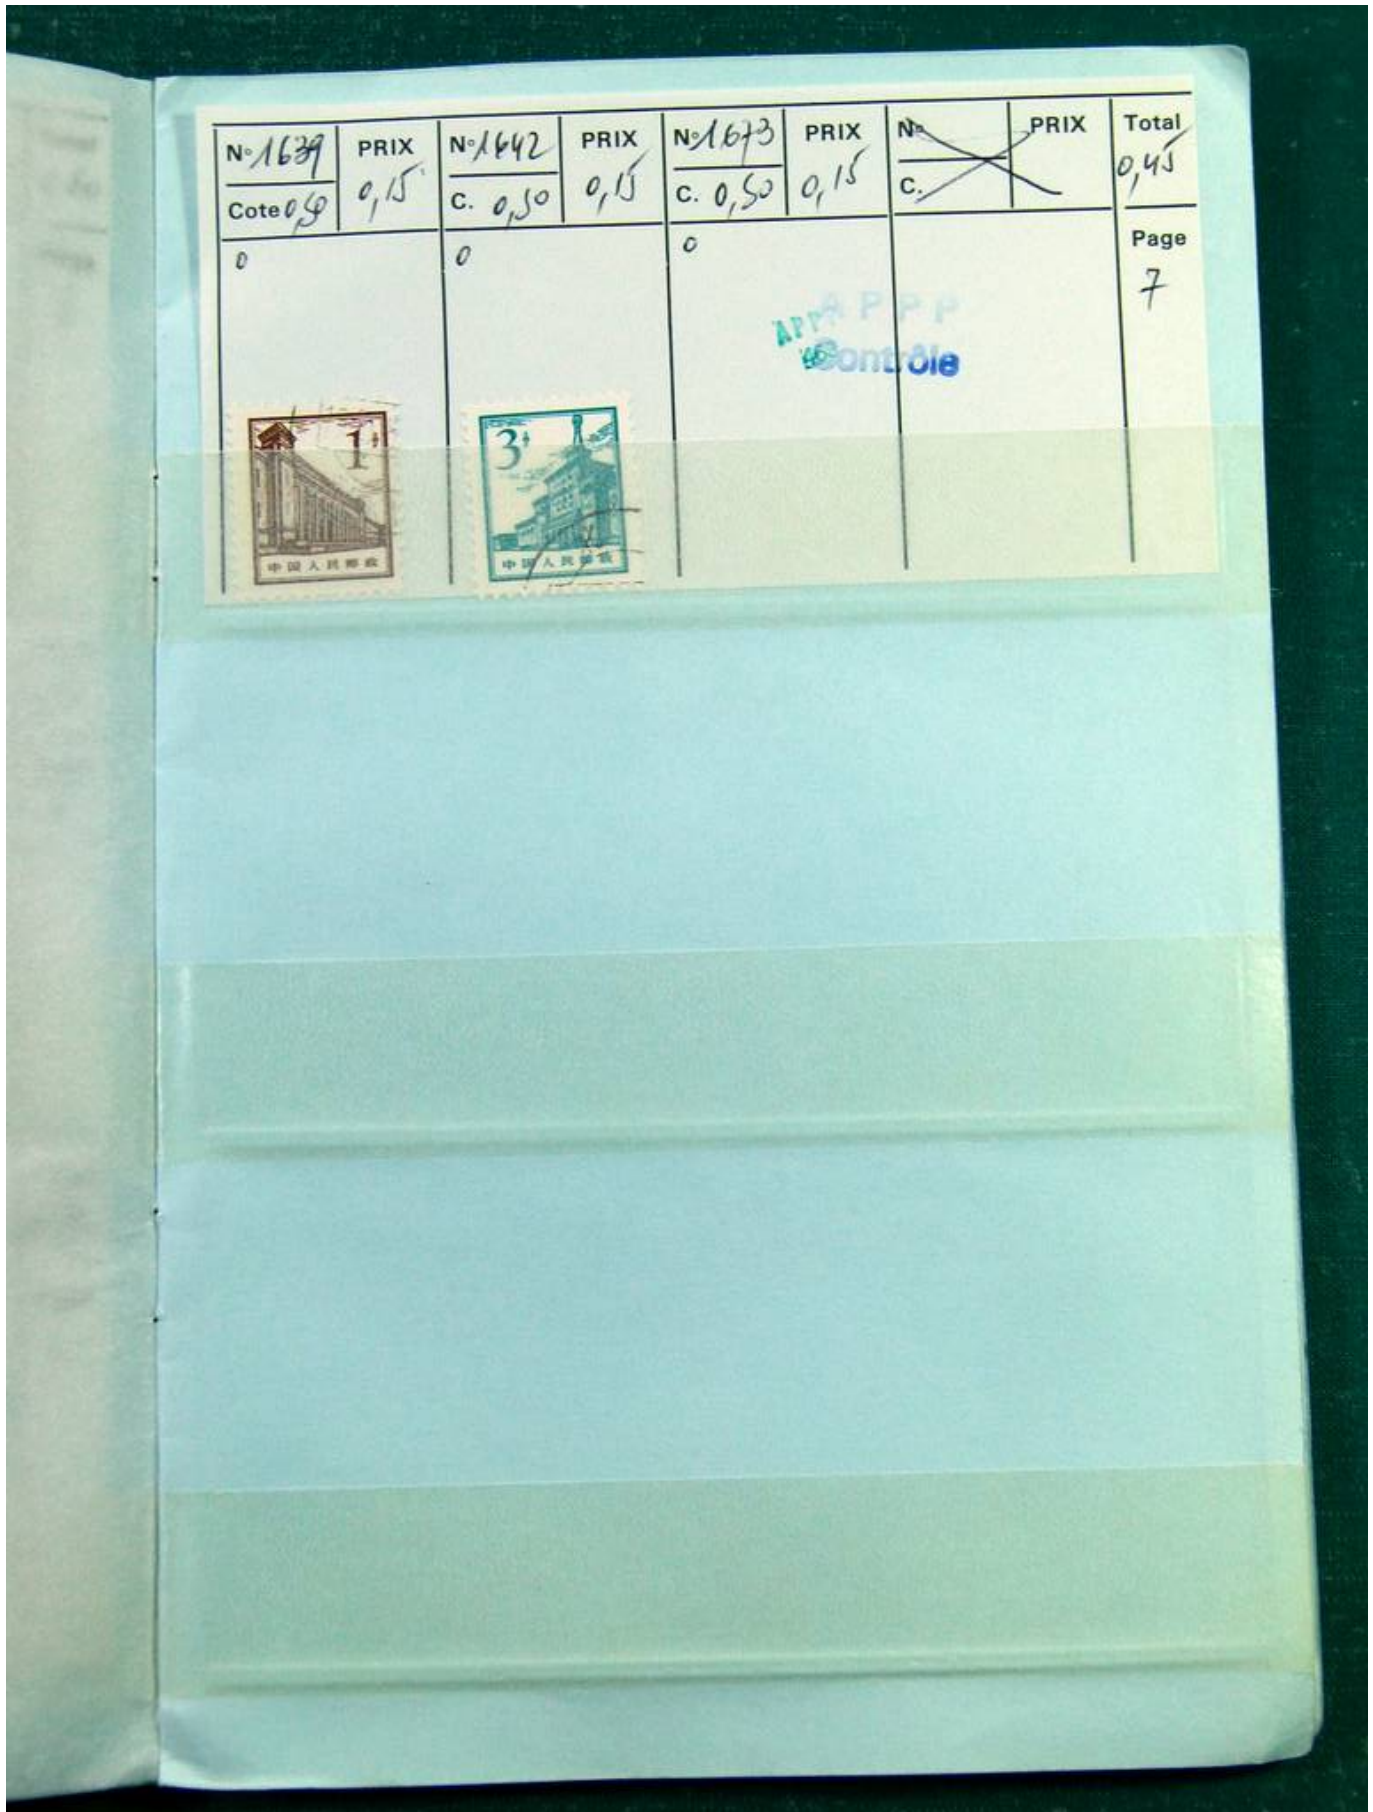 N° 1639 PRIX N° 1642 PRIX N° 1673 PRIX N° PRIX Total
0,15 0,15 0,15 0,45
Cote 0,50 C. 0,50 C. 0,50 C.
0 0 0 Page
7
APPP
APP
Contrôle
1 3
中国人民邮政 中国人民邮政